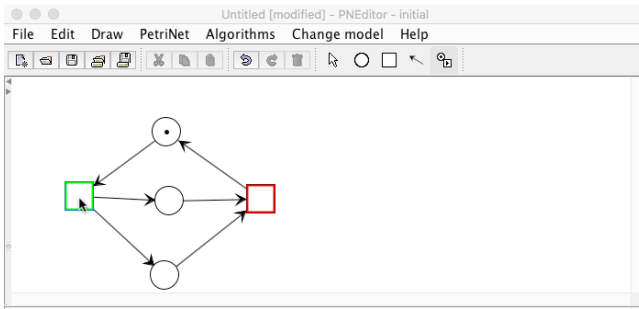 Untitled [modified] - PNEditor - initial
File Edit Draw PetriNet Algorithms Change model Help